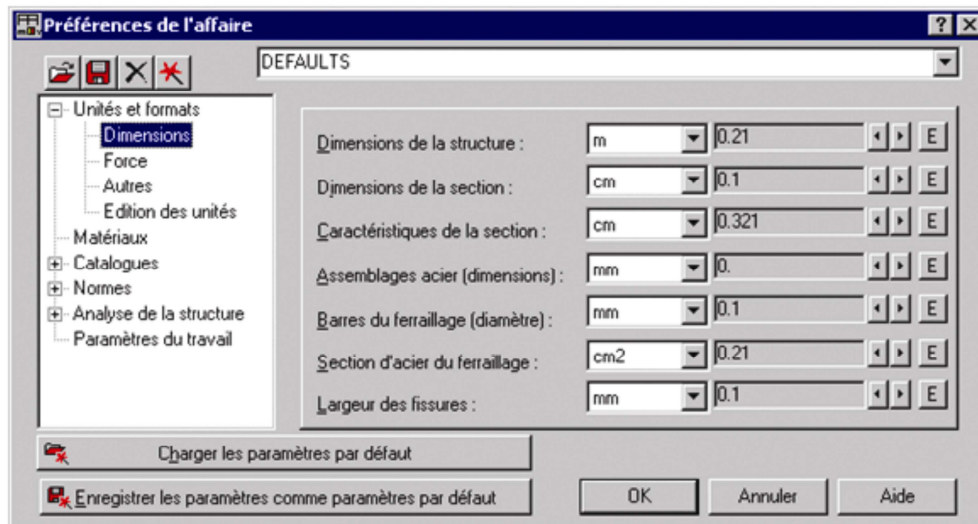 Préférences de l'affaire
DEFAULTS
Unités et formats
Dimensions
Force
Autres
Edition des unités
Matériaux
Catalogues
Normes
Analyse de la structure
Paramètres du travail
Dimensions de la structure : m 0.21 E
Dimensions de la section : cm 0.1 E
Caractéristiques de la section : cm 0.321 E
Assemblages acier (dimensions) : mm 0. E
Barres du ferraillage (diamètre) : mm 0.1 E
Section d'acier du ferraillage : cm2 0.21 E
Largeur des fissures : mm 0.1 E
Charger les paramètres par défaut
Enregistrer les paramètres comme paramètres par défaut
OK Annuler Aide